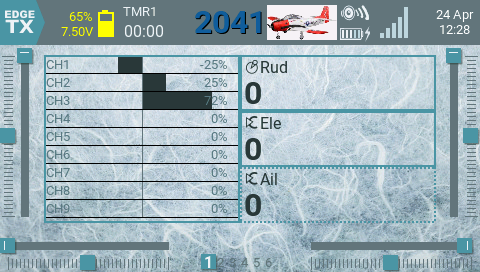 EDGE
TX
65%
7.50V
TMR1
00:00
2041
24 Apr
12:28
CH1 -25%
CH2 25%
CH3 72%
CH4 0%
CH5 0%
CH6 0%
CH7 0%
CH8 0%
CH9 0%
Rud
0
Ele
0
Ail
0
1 2 3 4 5 6